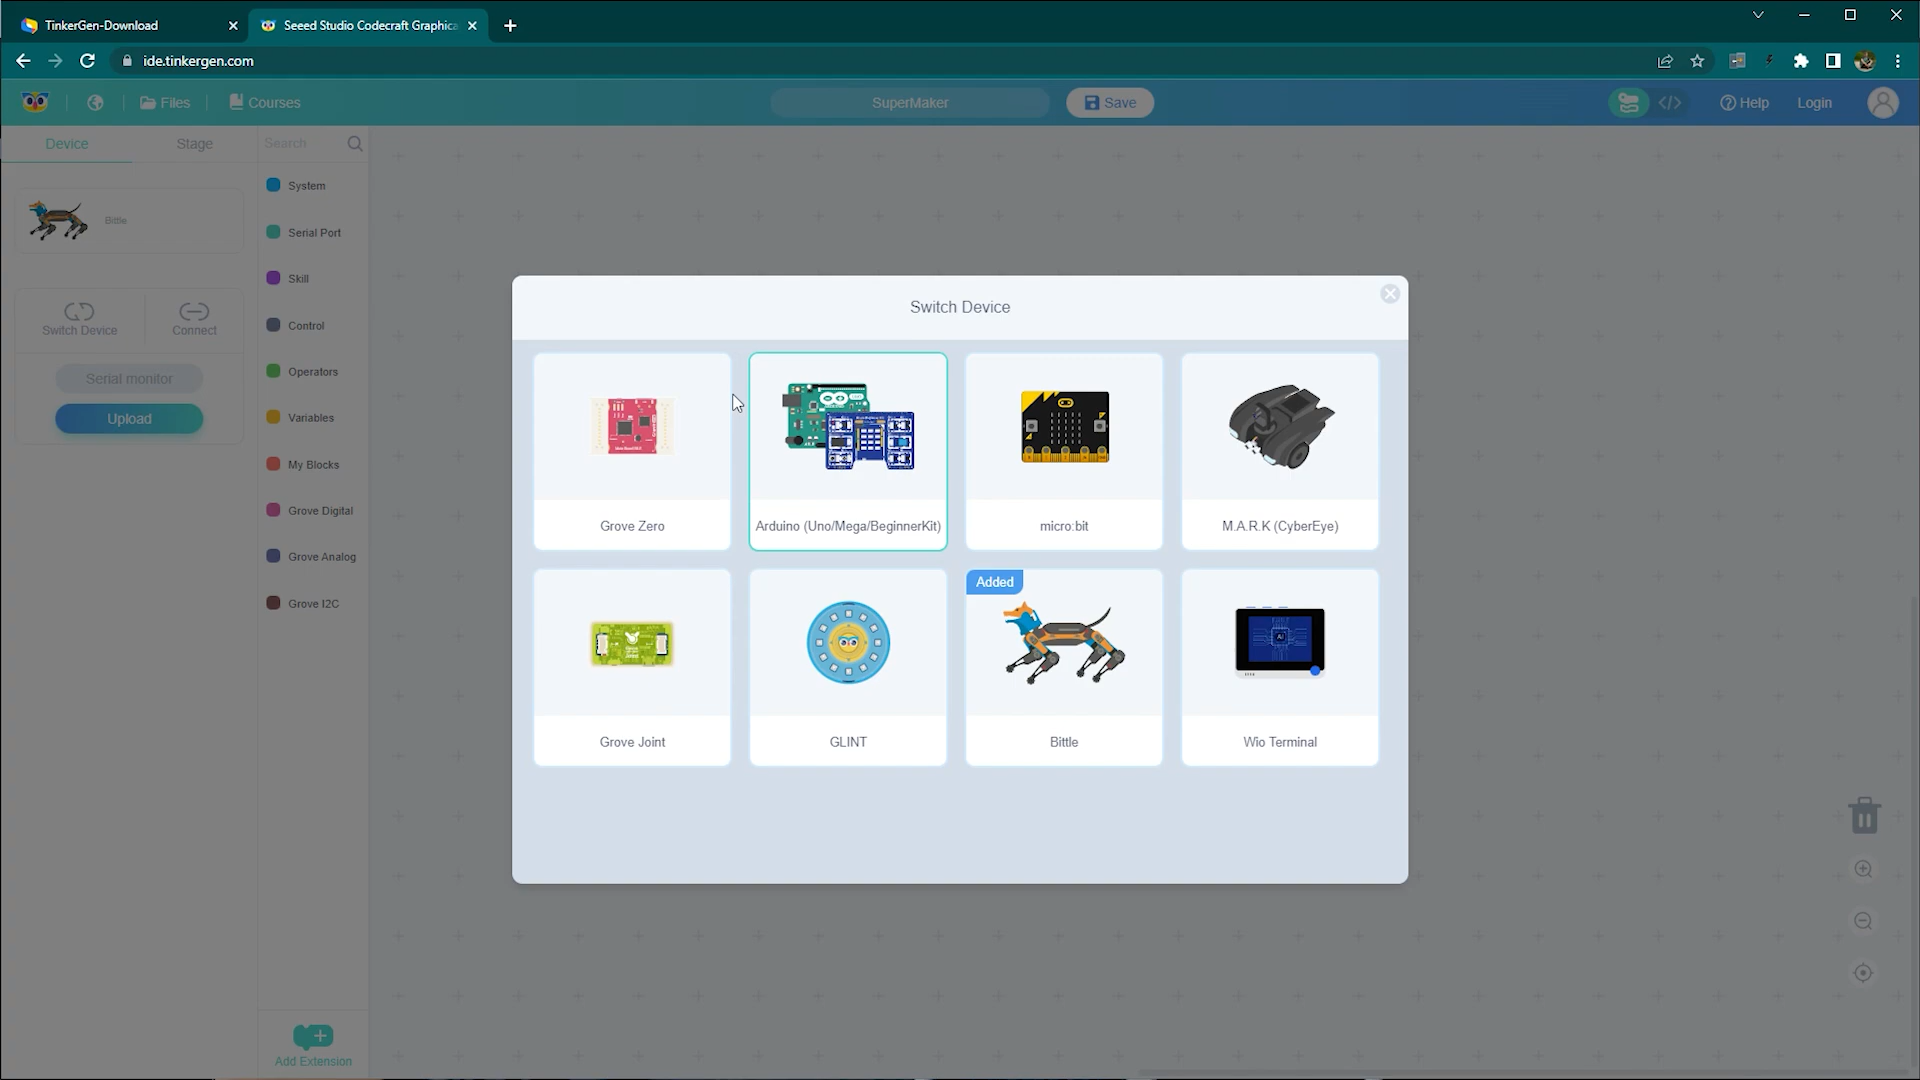 TinkerGen-Download
Seeed Studio Codecraft Graphica
ide.tinkergen.com
Files
Courses
SuperMaker
Save
</>
Help
Login
Device
Stage
Search
Bittle
Switch Device
Connect
Serial monitor
Upload
System
Serial Port
Skill
Control
Operators
Variables
My Blocks
Grove Digital
Grove Analog
Grove I2C
Add Extension
Switch Device
Grove Zero
Arduino (Uno/Mega/BeginnerKit)
micro:bit
M.A.R.K (CyberEye)
Grove Joint
GLINT
Added
Bittle
AI
Wio Terminal